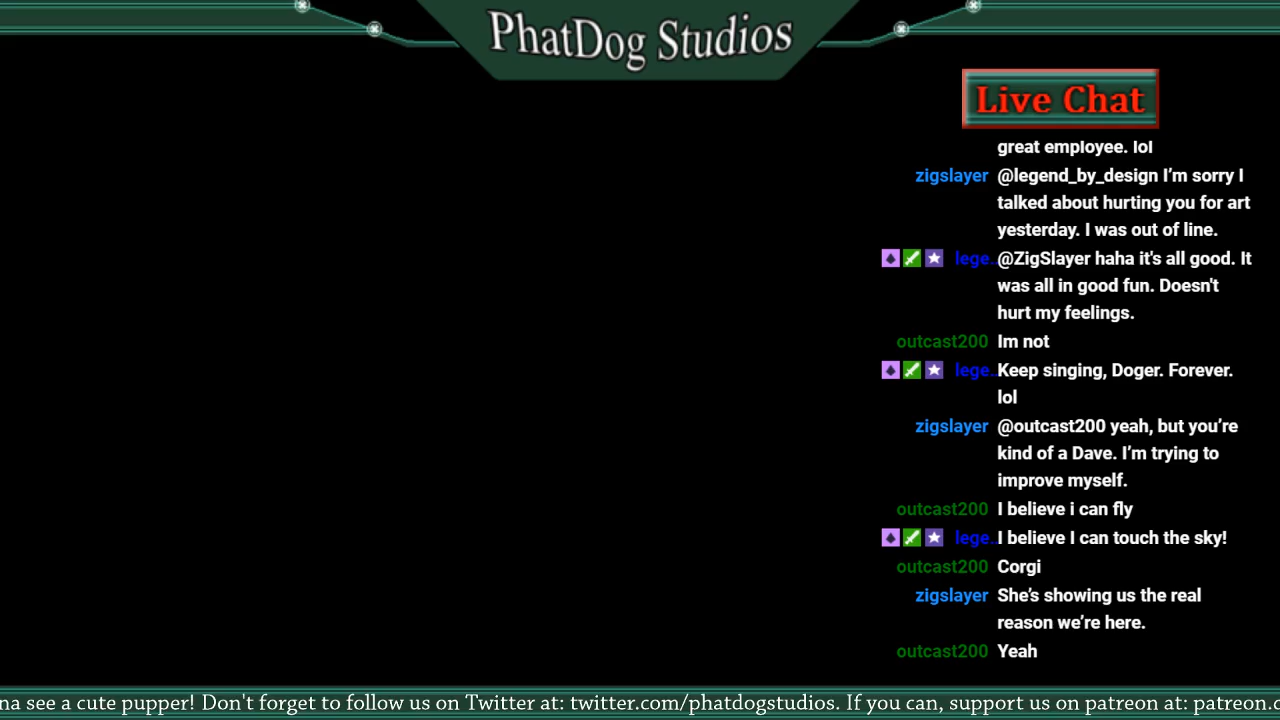 PhatDog Studios
Live Chat
great employee. lol
zigslayer @legend_by_design I’m sorry I
talked about hurting you for art
yesterday. I was out of line.
lege.. @ZigSlayer haha it's all good. It
was all in good fun. Doesn't
hurt my feelings.
outcast200 Im not
lege.. Keep singing, Doger. Forever.
lol
zigslayer @outcast200 yeah, but you’re
kind of a Dave. I’m trying to
improve myself.
outcast200 I believe i can fly
lege.. I believe I can touch the sky!
outcast200 Corgi
zigslayer She’s showing us the real
reason we’re here.
outcast200 Yeah
na see a cute pupper! Don't forget to follow us on Twitter at: twitter.com/phatdogstudios. If you can, support us on patreon at: patreon.c